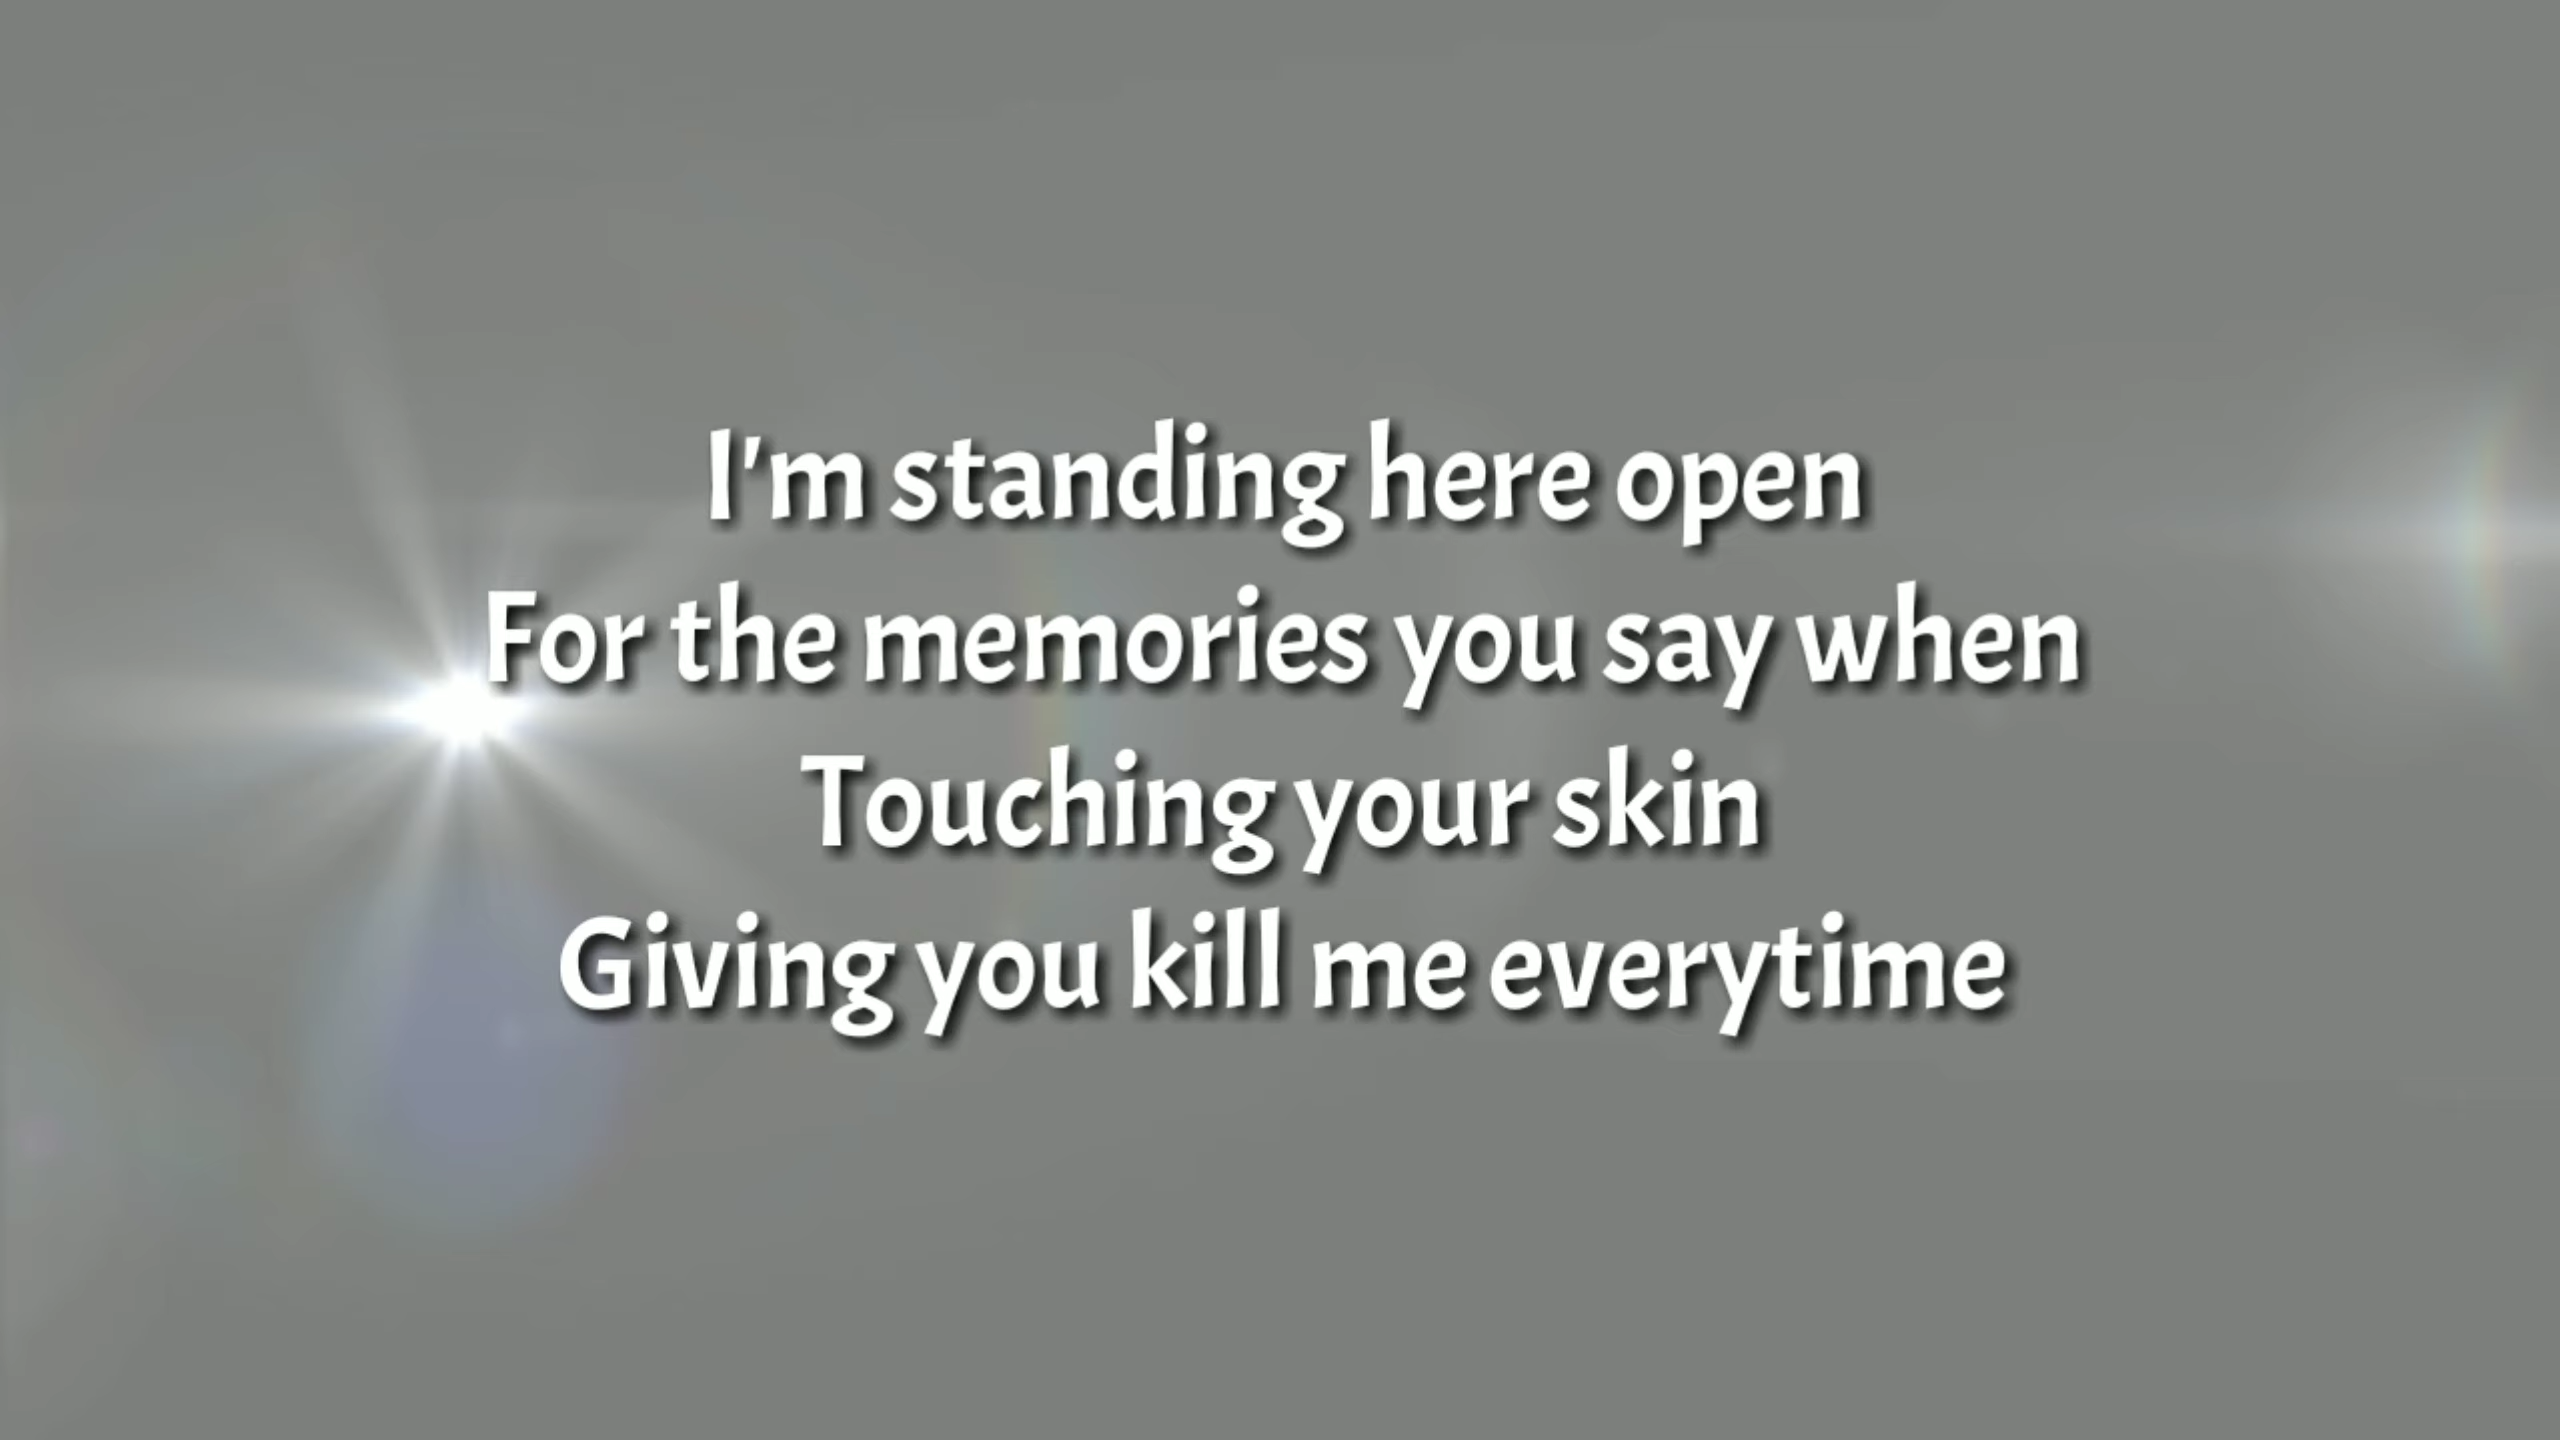 I'm standing here open
For the memories you say when
Touching your skin
Giving you kill me everytime